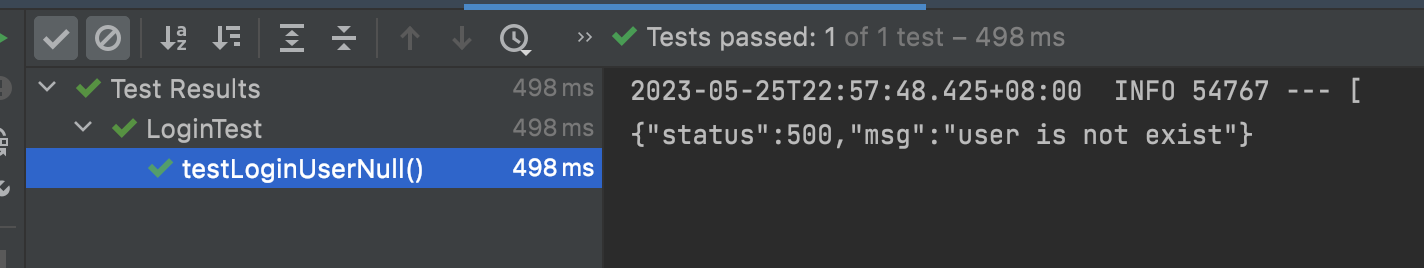 Tests passed: 1 of 1 test – 498 ms
Test Results 498 ms
LoginTest 498 ms
testLoginUserNull() 498 ms
2023-05-25T22:57:48.425+08:00  INFO 54767 --- [
{"status":500,"msg":"user is not exist"}